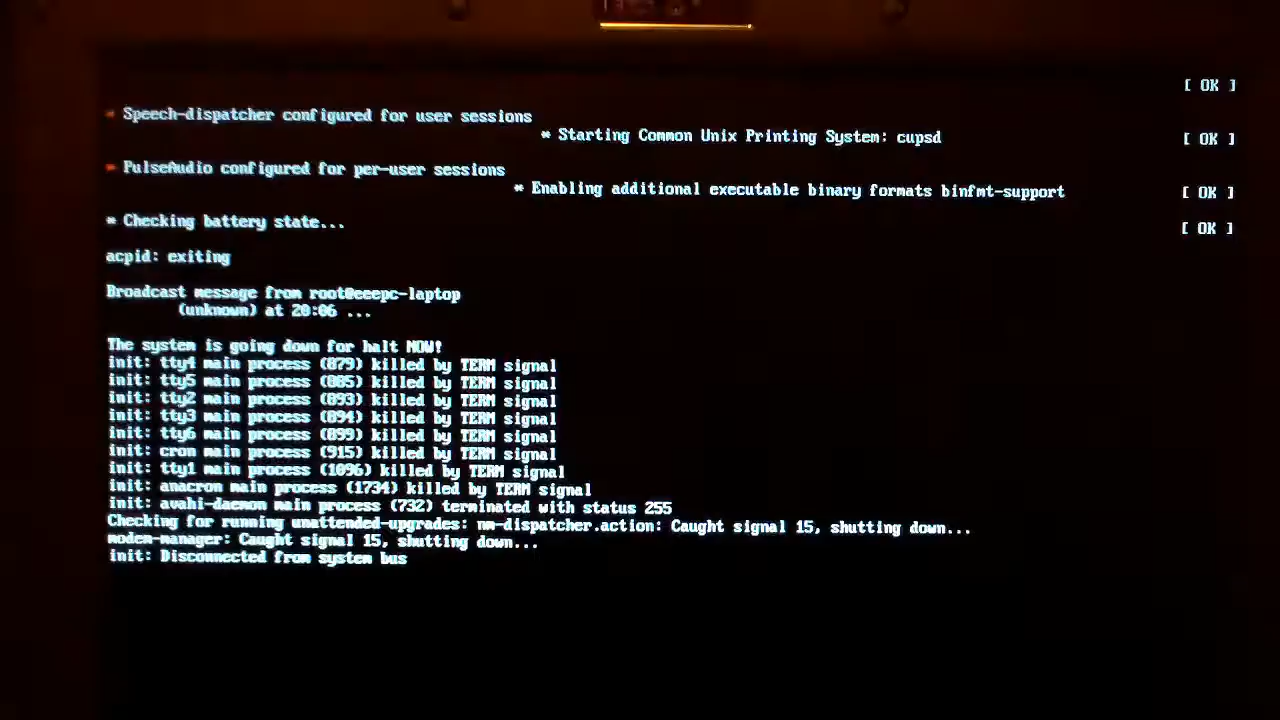 [ OK ]
* Speech-dispatcher configured for user sessions
* Starting Common Unix Printing System: cupsd [ OK ]
* PulseAudio configured for per-user sessions
* Enabling additional executable binary formats binfmt-support [ OK ]
* Checking battery state... [ OK ]
acpid: exiting
Broadcast message from root@eeepc-laptop
(unknown) at 20:06 ...
The system is going down for halt NOW!
init: tty4 main process (879) killed by TERM signal
init: tty5 main process (885) killed by TERM signal
init: tty2 main process (893) killed by TERM signal
init: tty3 main process (894) killed by TERM signal
init: tty6 main process (899) killed by TERM signal
init: cron main process (915) killed by TERM signal
init: tty1 main process (1096) killed by TERM signal
init: anacron main process (1734) killed by TERM signal
init: avahi-daemon main process (732) terminated with status 255
Checking for running unattended-upgrades: nm-dispatcher.action: Caught signal 15, shutting down...
modem-manager: Caught signal 15, shutting down...
init: Disconnected from system bus